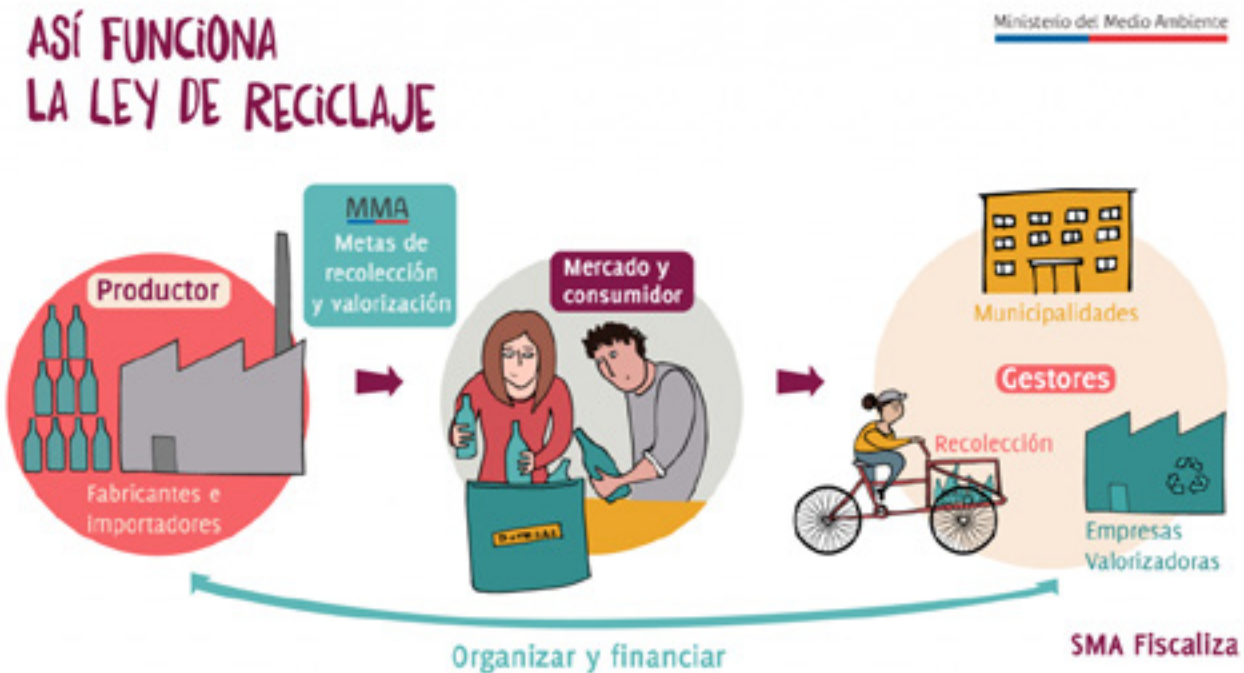 ASÍ FUNCIONA
LA LEY DE RECICLAJE
Ministerio del Medio Ambiente
MMA
Metas de
recolección
y valorización
Productor
Fabricantes e
importadores
Mercado y
consumidor
Municipalidades
Gestores
Recolección
Empresas
Valorizadoras
Organizar y financiar
SMA Fiscaliza